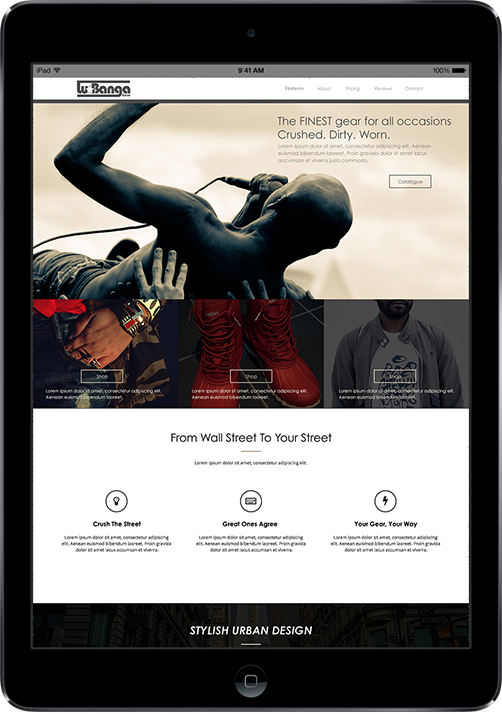 iPad
9:41 AM
100%
Lu Banga
Features About Pricing Reviews Contact
The FINEST gear for all occasions
Crushed. Dirty. Worn.
Lorem ipsum dolor sit amet, consectetur adipiscing elit. Aenean
euismod bibendum laoreet. Proin gravida dolor sit amet lacus
accumsan et viverra justo commodo.
Catalogue
Shop
Lorem ipsum dolor sit amet, consectetur adipiscing elit.
Aenean euismod bibendum laoreet.
Shop
Lorem ipsum dolor sit amet, consectetur adipiscing elit.
Aenean euismod bibendum laoreet.
Shop
Lorem ipsum dolor sit amet, consectetur adipiscing elit.
Aenean euismod bibendum laoreet.
From Wall Street To Your Street
Lorem ipsum dolor sit amet, consectetur adipiscing elit.
Crush The Street
Lorem ipsum dolor sit amet, consectetur adipiscing
elit. Aenean euismod bibendum laoreet. Proin gravida
dolor sit amet lacus accumsan et viverra.
Great Ones Agree
Lorem ipsum dolor sit amet, consectetur adipiscing
elit. Aenean euismod bibendum laoreet. Proin gravida
dolor sit amet lacus accumsan et viverra.
Your Gear, Your Way
Lorem ipsum dolor sit amet, consectetur adipiscing
elit. Aenean euismod bibendum laoreet. Proin gravida
dolor sit amet lacus accumsan et viverra.
STYLISH URBAN DESIGN